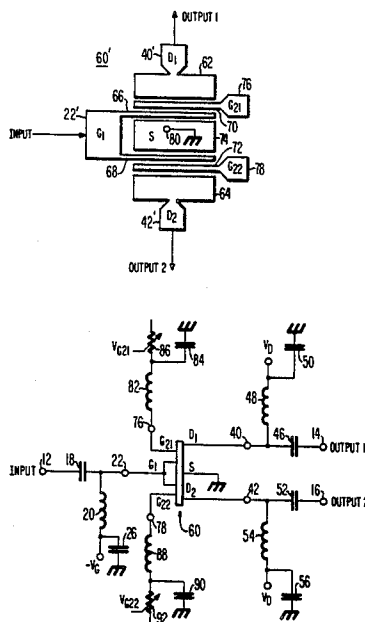 OUTPUT 1
60'
40'
D1
62
76
66
22'
G21
70
INPUT
G1
S
80
74
72
68
G22
78
64
42'
D2
OUTPUT 2
VG21
86
84
VD
50
82
48
76
G21
D1
40
46
14
OUTPUT 1
12
18
22
G1
S
INPUT
D2
42
52
16
OUTPUT 2
20
G22
60
26
78
54
-VG
88
VG22
90
56
92
VD